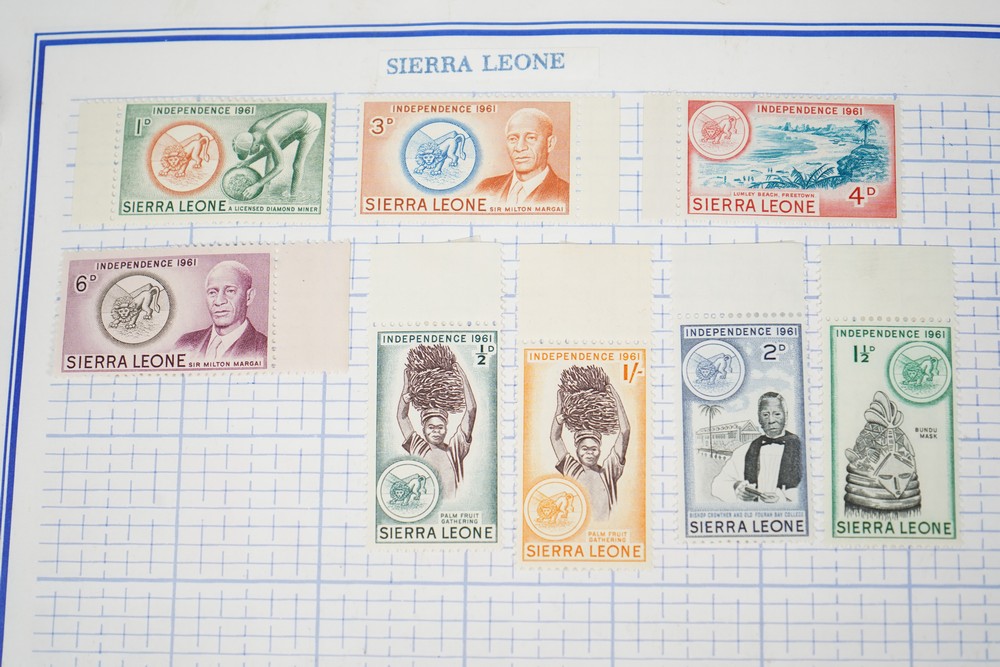 SIERRA LEONE
INDEPENDENCE 1961
1D
SIERRA LEONE A LICENSED DIAMOND MINER
INDEPENDENCE 1961
3D
SIERRA LEONE SIR MILTON MARGAI
INDEPENDENCE 1961
LUMLEY BEACH, FREETOWN
SIERRA LEONE 4D
INDEPENDENCE 1961
6D
SIERRA LEONE SIR MILTON MARGAI
INDEPENDENCE 1961
½D
PALM FRUIT
GATHERING
SIERRA LEONE
INDEPENDENCE 1961
1/-
PALM FRUIT
GATHERING
SIERRA LEONE
INDEPENDENCE 1961
2D
BISHOP CROWTHER AND OLD FOURAH BAY COLLEGE
SIERRA LEONE
INDEPENDENCE 1961
1½D
BUNDU
MASK
SIERRA LEONE